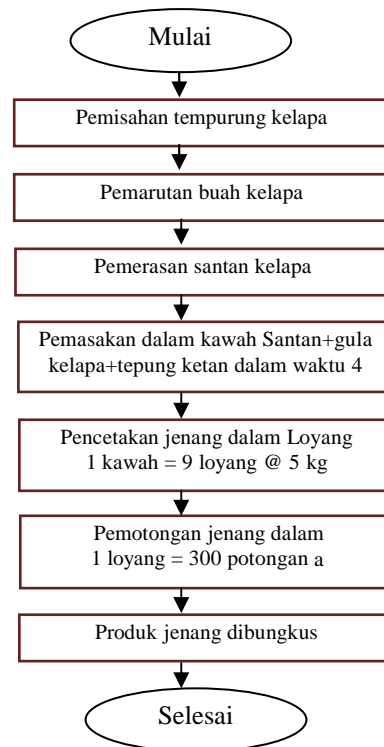 Mulai
Pemisahan tempurung kelapa
Pemarutan buah kelapa
Pemerasan santan kelapa
Pemasakan dalam kawah Santan+gula
kelapa+tepung ketan dalam waktu 4
Pencetakan jenang dalam Loyang
1 kawah = 9 loyang @ 5 kg
Pemotongan jenang dalam
1 loyang = 300 potongan a
Produk jenang dibungkus
Selesai